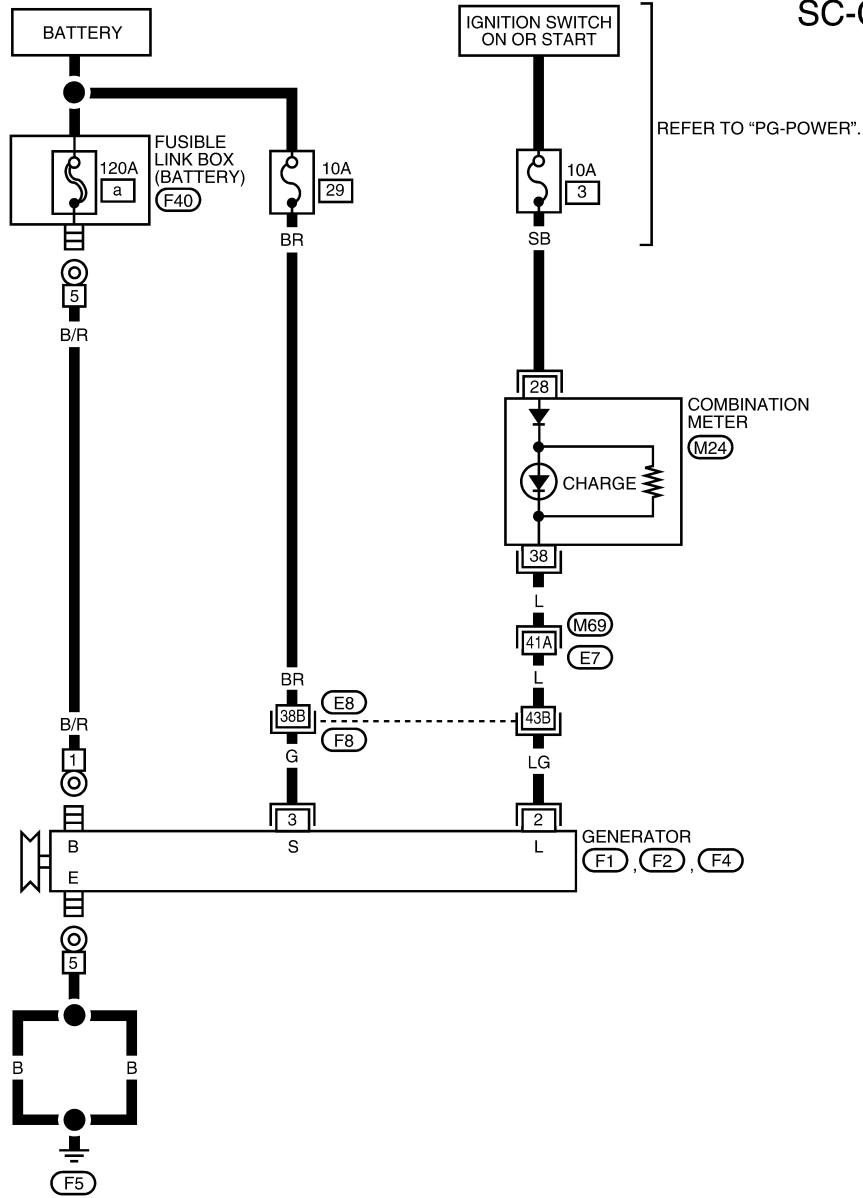 SC-C
BATTERY
IGNITION SWITCH
ON OR START
REFER TO “PG-POWER”.
FUSIBLE
LINK BOX
(BATTERY)
F40
120A
a
10A
29
10A
3
BR
SB
5
B/R
28
COMBINATION
METER
M24
CHARGE
38
L
M69
41A
E7
L
BR
E8
38B
43B
F8
B/R
G
LG
1
3
2
B
S
L
E
GENERATOR
F1 , F2 , F4
5
B
B
F5